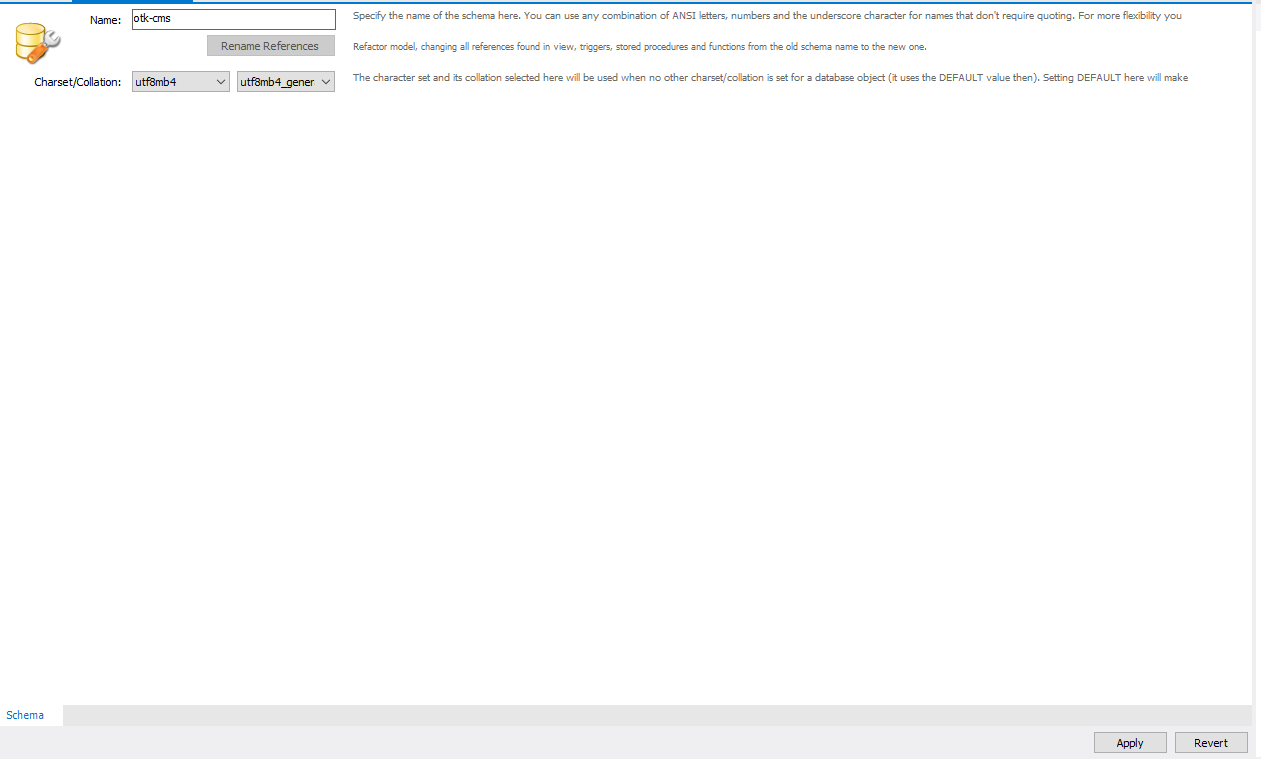 Name:
otk-cms
Specify the name of the schema here. You can use any combination of ANSI letters, numbers and the underscore character for names that don't require quoting. For more flexibility you
Rename References
Refactor model, changing all references found in view, triggers, stored procedures and functions from the old schema name to the new one.
Charset/Collation:
utf8mb4
utf8mb4_gener
The character set and its collation selected here will be used when no other charset/collation is set for a database object (it uses the DEFAULT value then). Setting DEFAULT here will make
Schema
Apply
Revert